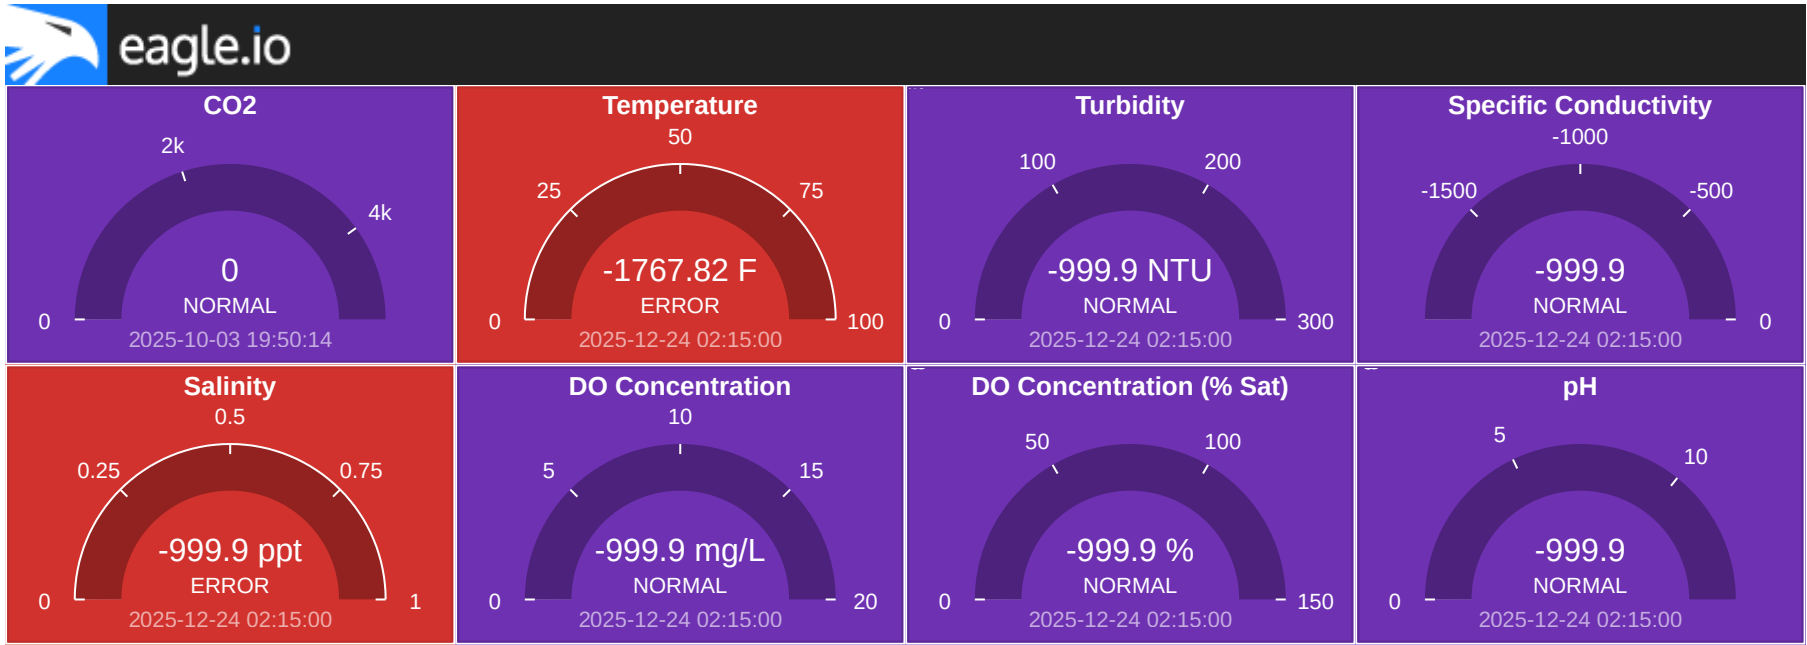 eagle.io
CO2
2k
4k
0
0
NORMAL
2025-10-03 19:50:14
Temperature
50
25
75
-1767.82 F
ERROR
0
100
2025-12-24 02:15:00
Turbidity
100
200
-999.9 NTU
NORMAL
0
300
2025-12-24 02:15:00
Specific Conductivity
-1000
-1500
-500
-999.9
NORMAL
0
2025-12-24 02:15:00
Salinity
0.5
0.25
0.75
-999.9 ppt
ERROR
0
1
2025-12-24 02:15:00
DO Concentration
10
5
15
-999.9 mg/L
NORMAL
0
20
2025-12-24 02:15:00
DO Concentration (% Sat)
50
100
-999.9 %
NORMAL
0
150
2025-12-24 02:15:00
pH
5
10
-999.9
NORMAL
0
2025-12-24 02:15:00